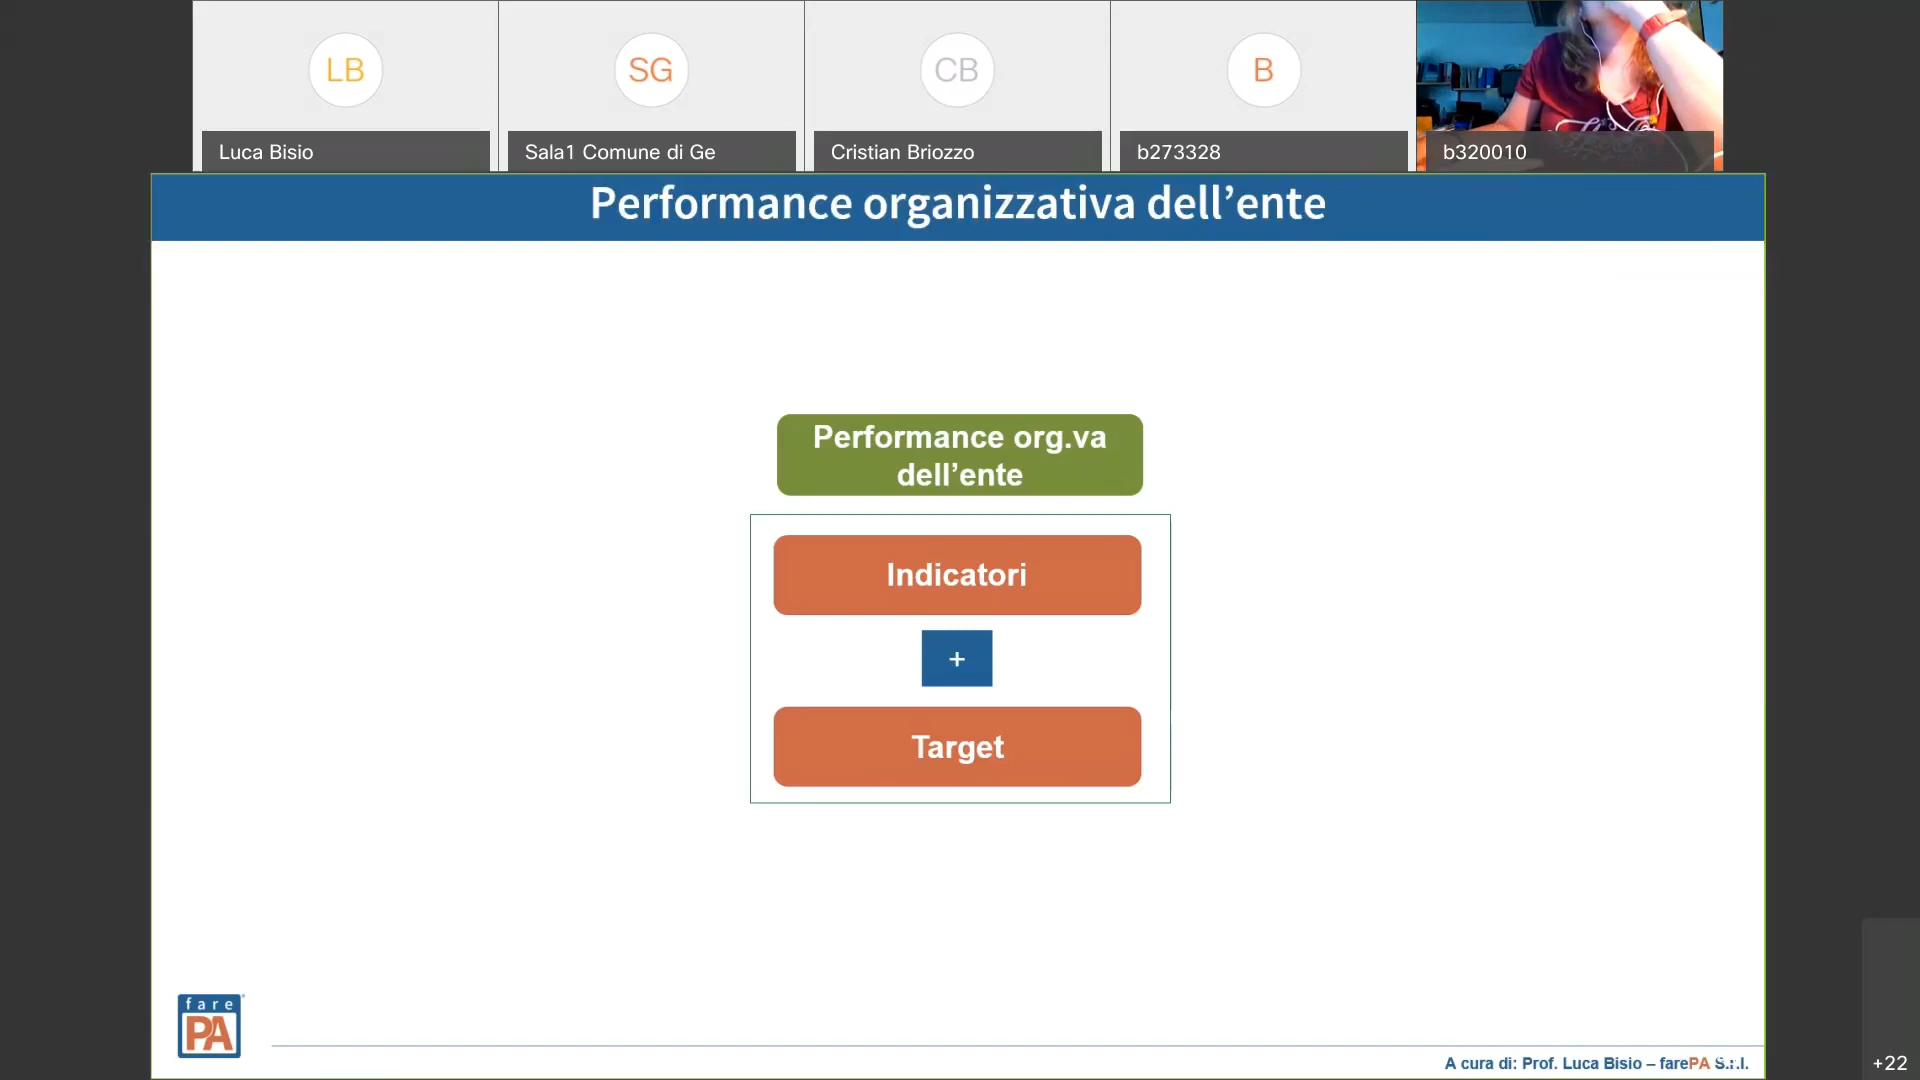 LB
SG
CB
B
Luca Bisio
Sala1 Comune di Ge
Cristian Briozzo
b273328
b320010
Performance organizzativa dell’ente
Performance org.va
dell’ente
Indicatori
+
Target
fare
PA
A cura di: Prof. Luca Bisio – farePA S.r.l.
+22